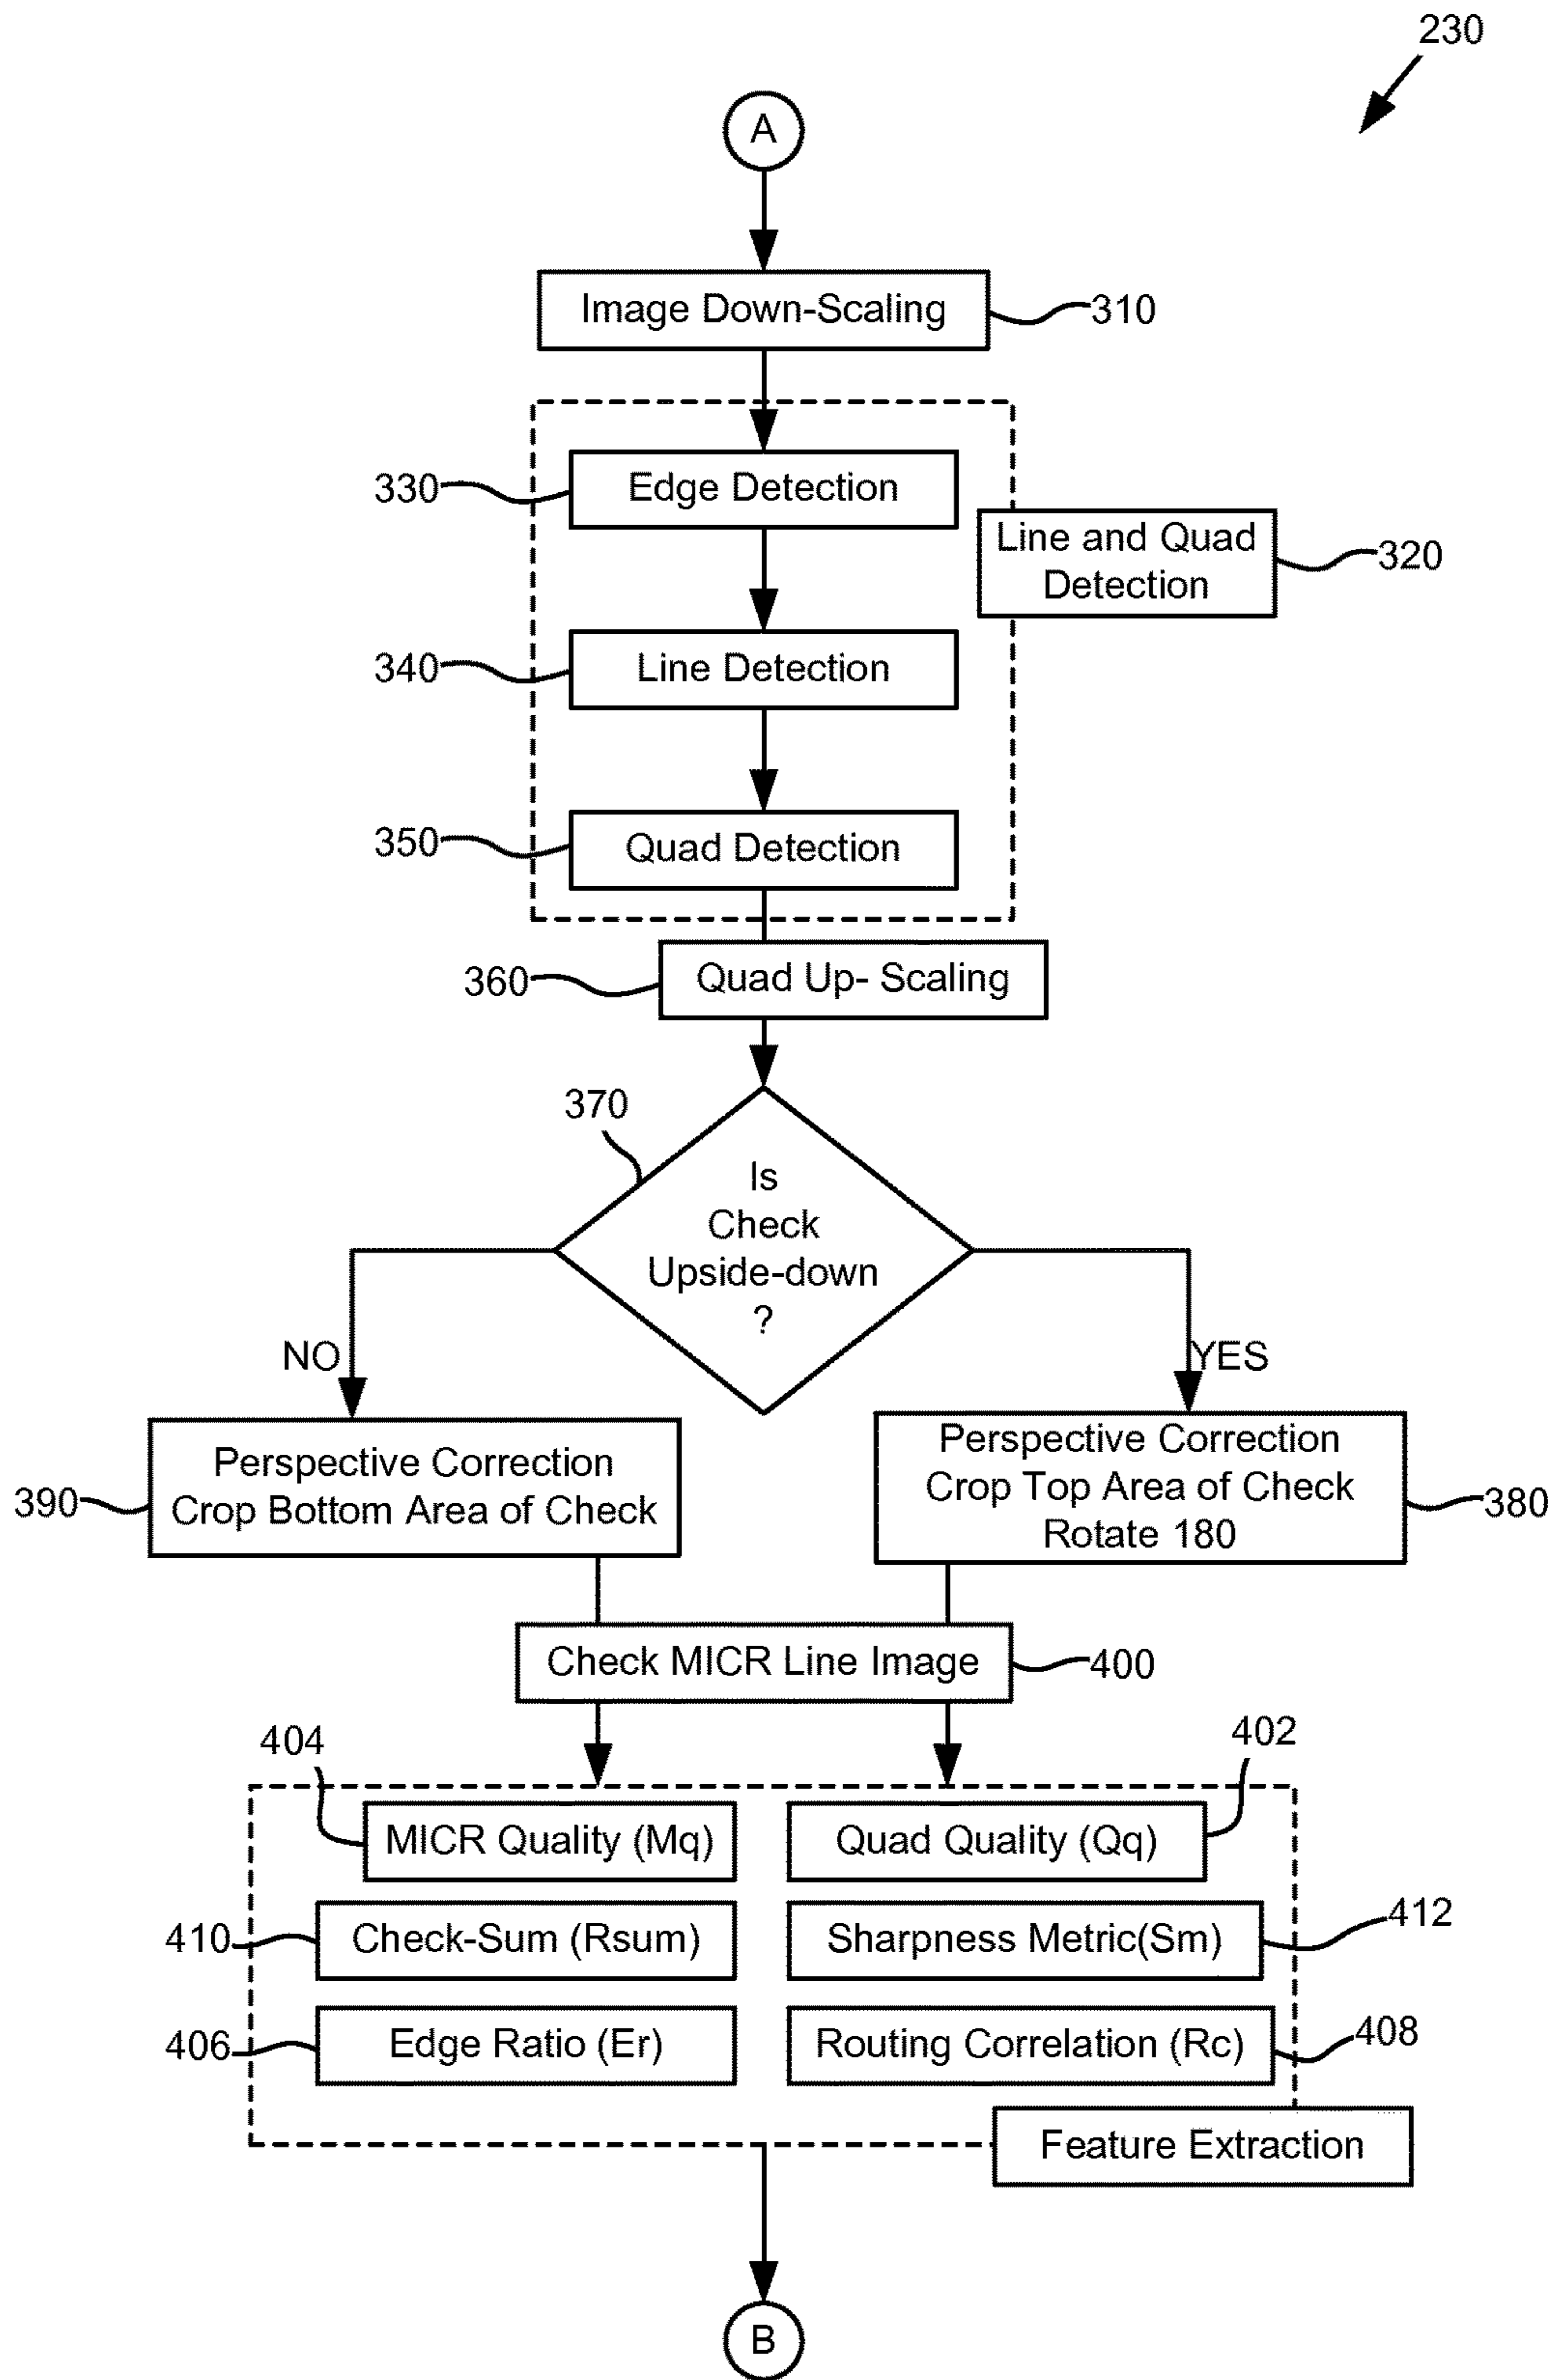 230
A
Image Down-Scaling
310
330
Edge Detection
Line and Quad
Detection
320
340
Line Detection
350
Quad Detection
360
Quad Up- Scaling
370
Is
Check
Upside-down
?
NO
YES
390
Perspective Correction
Crop Bottom Area of Check
Perspective Correction
Crop Top Area of Check
Rotate 180
380
Check MICR Line Image
400
404
402
MICR Quality (Mq)
Quad Quality (Qq)
410
Check-Sum (Rsum)
Sharpness Metric(Sm)
412
406
Edge Ratio (Er)
Routing Correlation (Rc)
408
Feature Extraction
B